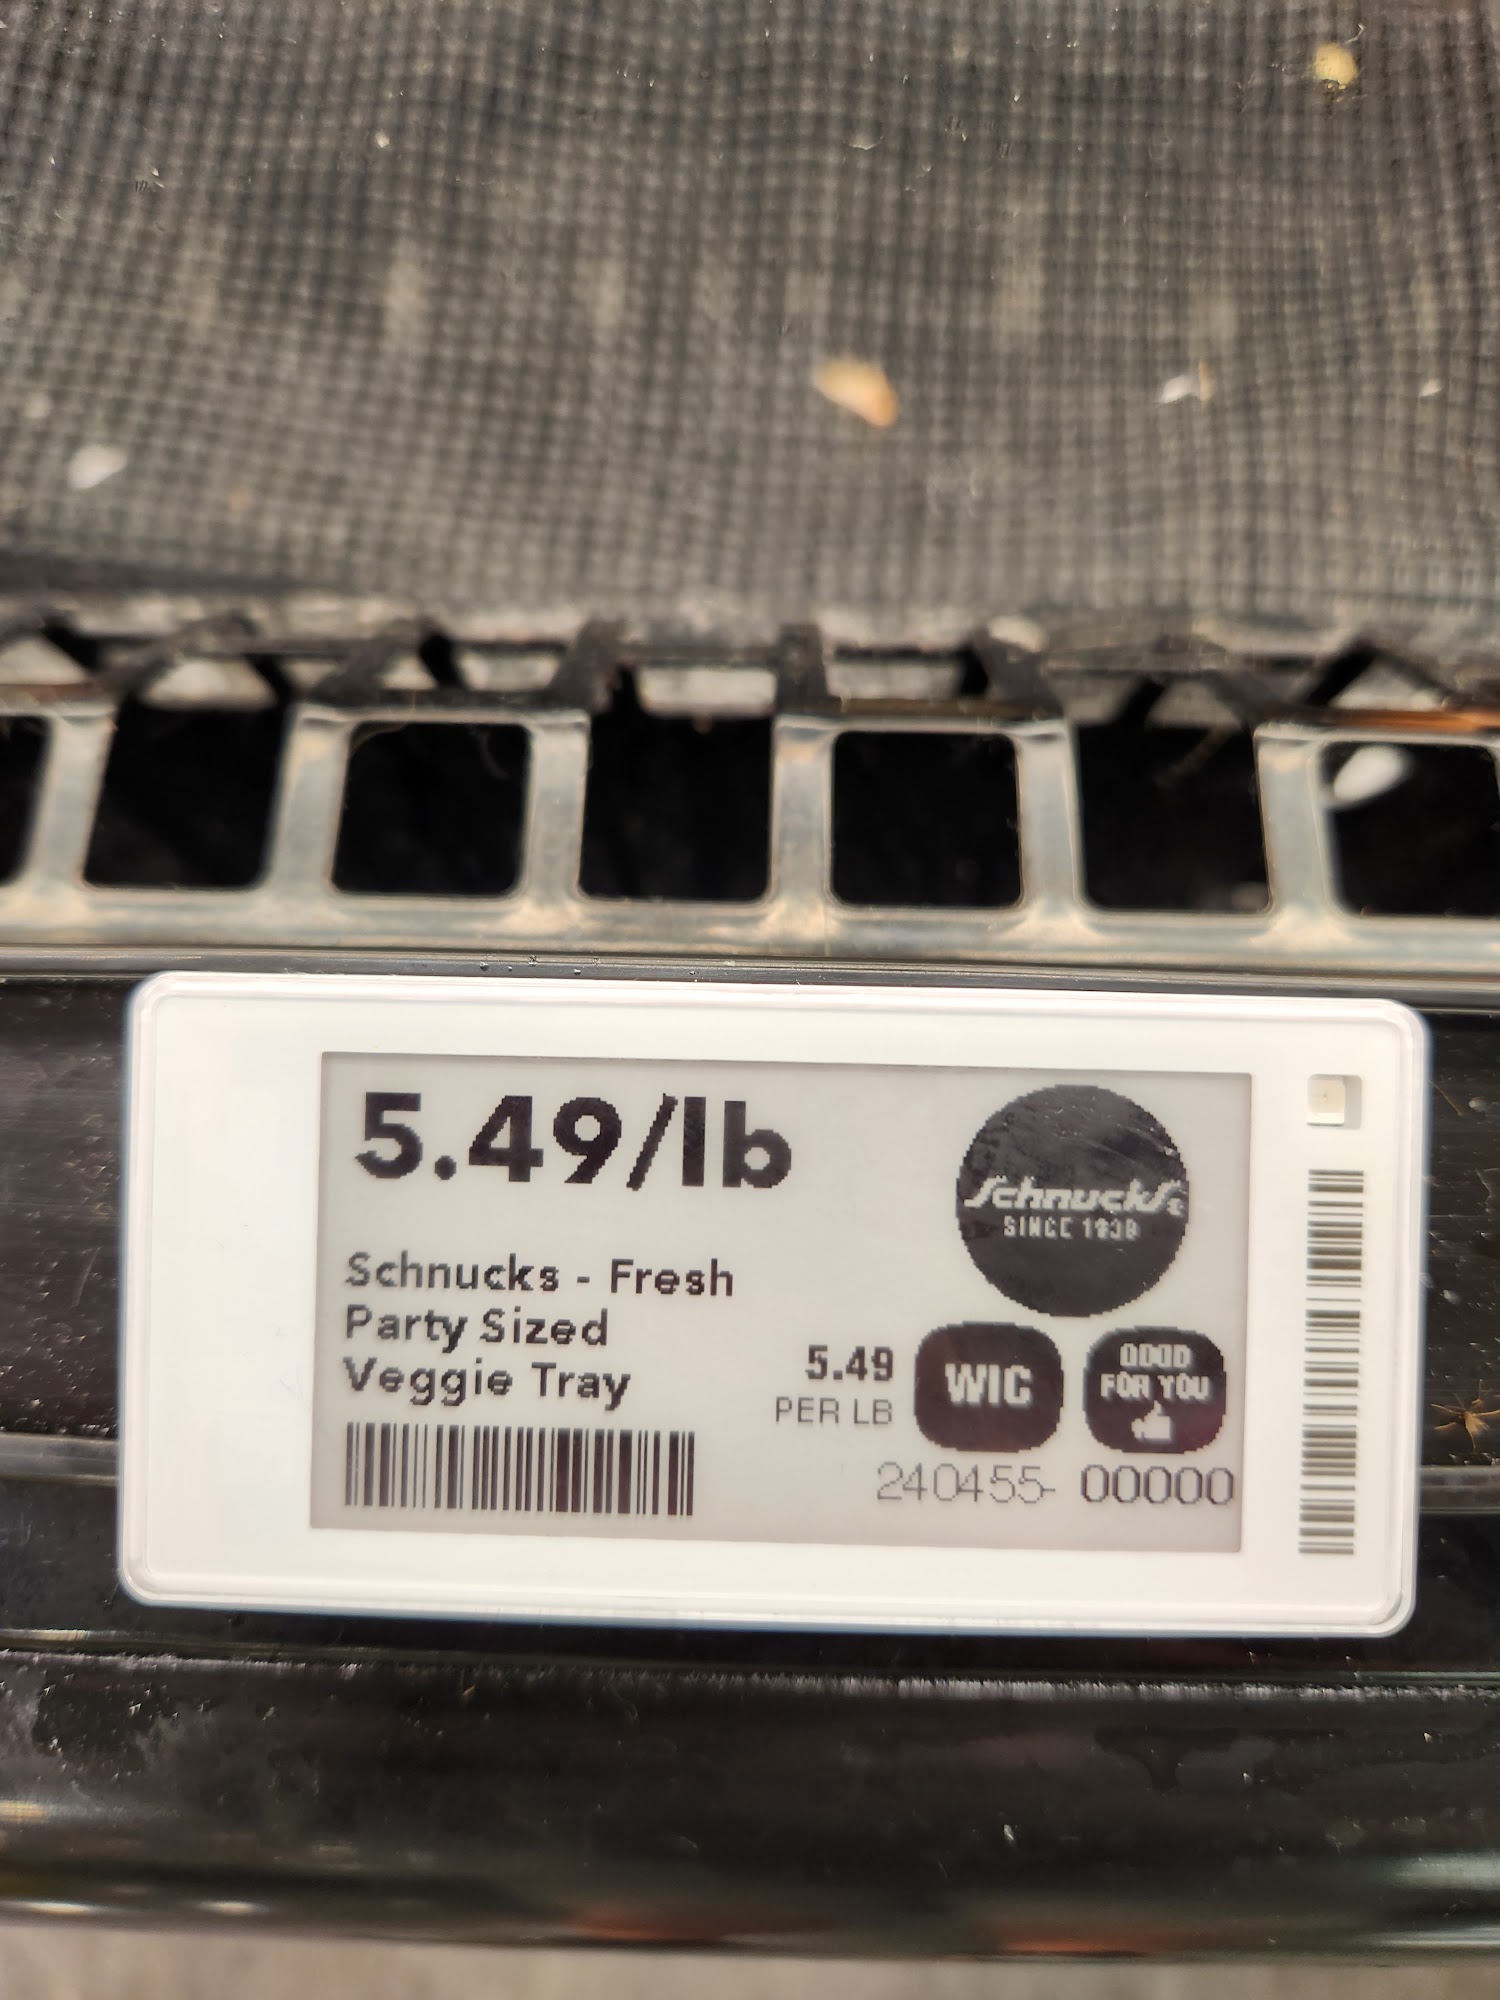 5.49/lb
Schnucks
SINCE 1939
Schnucks - Fresh
Party Sized
Veggie Tray
5.49
PER LB
WIC
GOOD
FOR YOU
240455- 00000